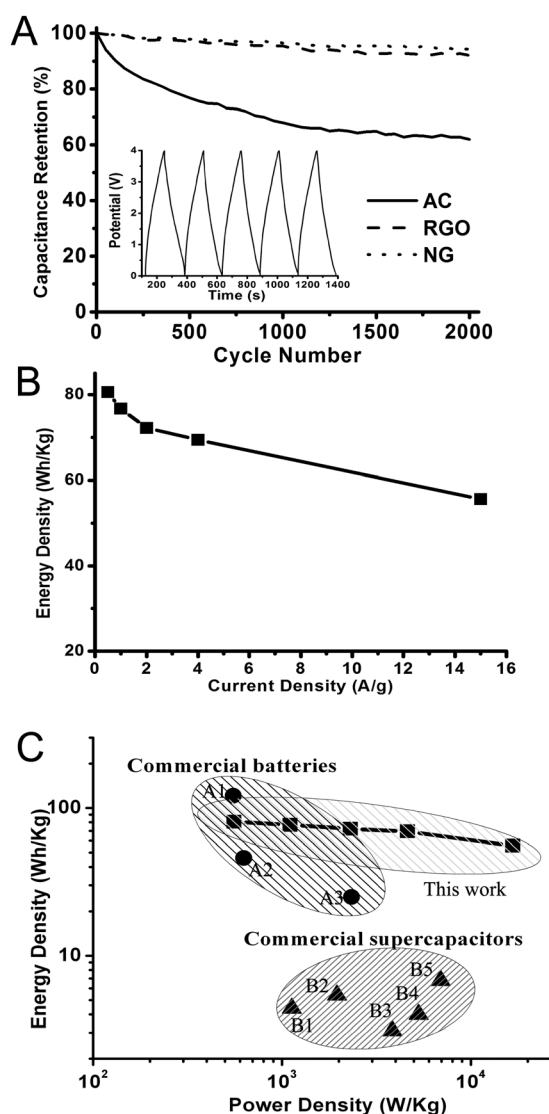 A
Capacitance Retention (%)
100
80
60
40
20
0
0
500
1000
1500
2000
Cycle Number
Potential (V)
4
3
2
1
0
200 400 600 800 1000 1200 1400
Time (s)
AC
RGO
NG
B
Energy Density (Wh/Kg)
80
60
40
20
0 2 4 6 8 10 12 14 16
Current Density (A/g)
C
Energy Density (Wh/Kg)
100
10
Commercial batteries
A1
A2
A3
This work
Commercial supercapacitors
B5
B2
B4
B3
B1
10²
10³
10⁴
Power Density (W/Kg)